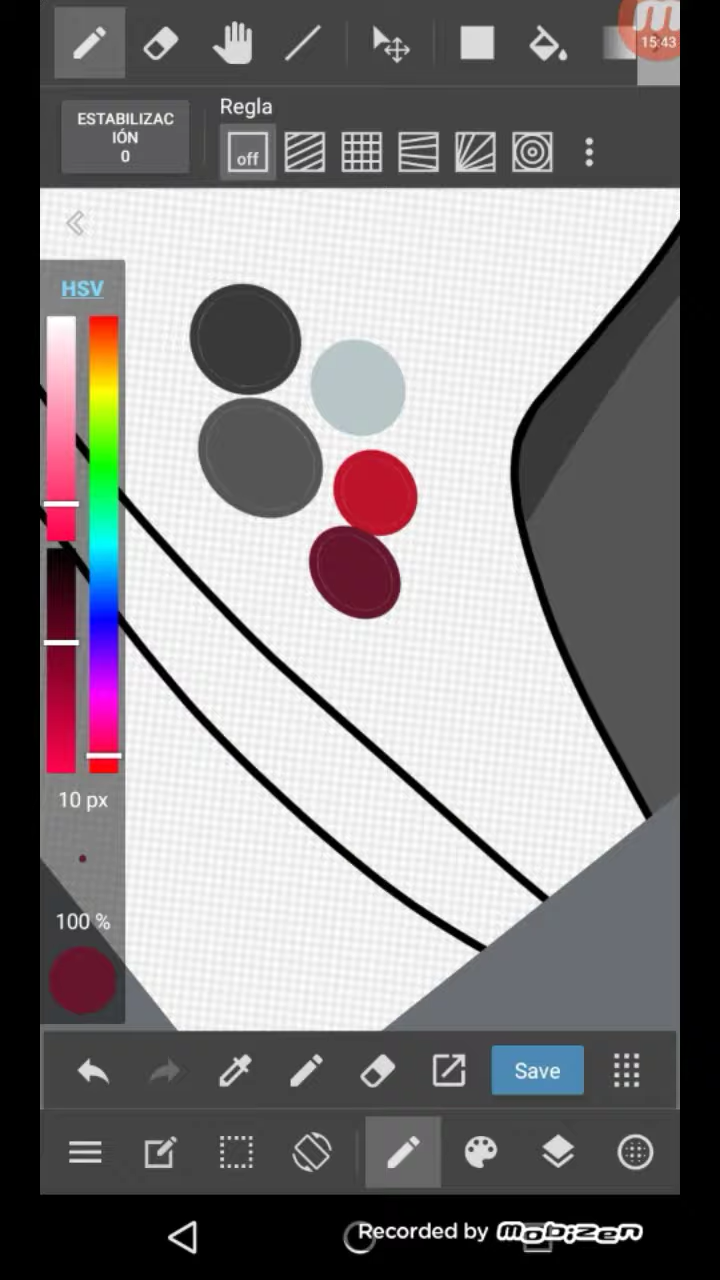 15:43
Regla
ESTABILIZAC
IÓN
0
off
HSV
10 px
100 %
Save
Recorded by mobizen